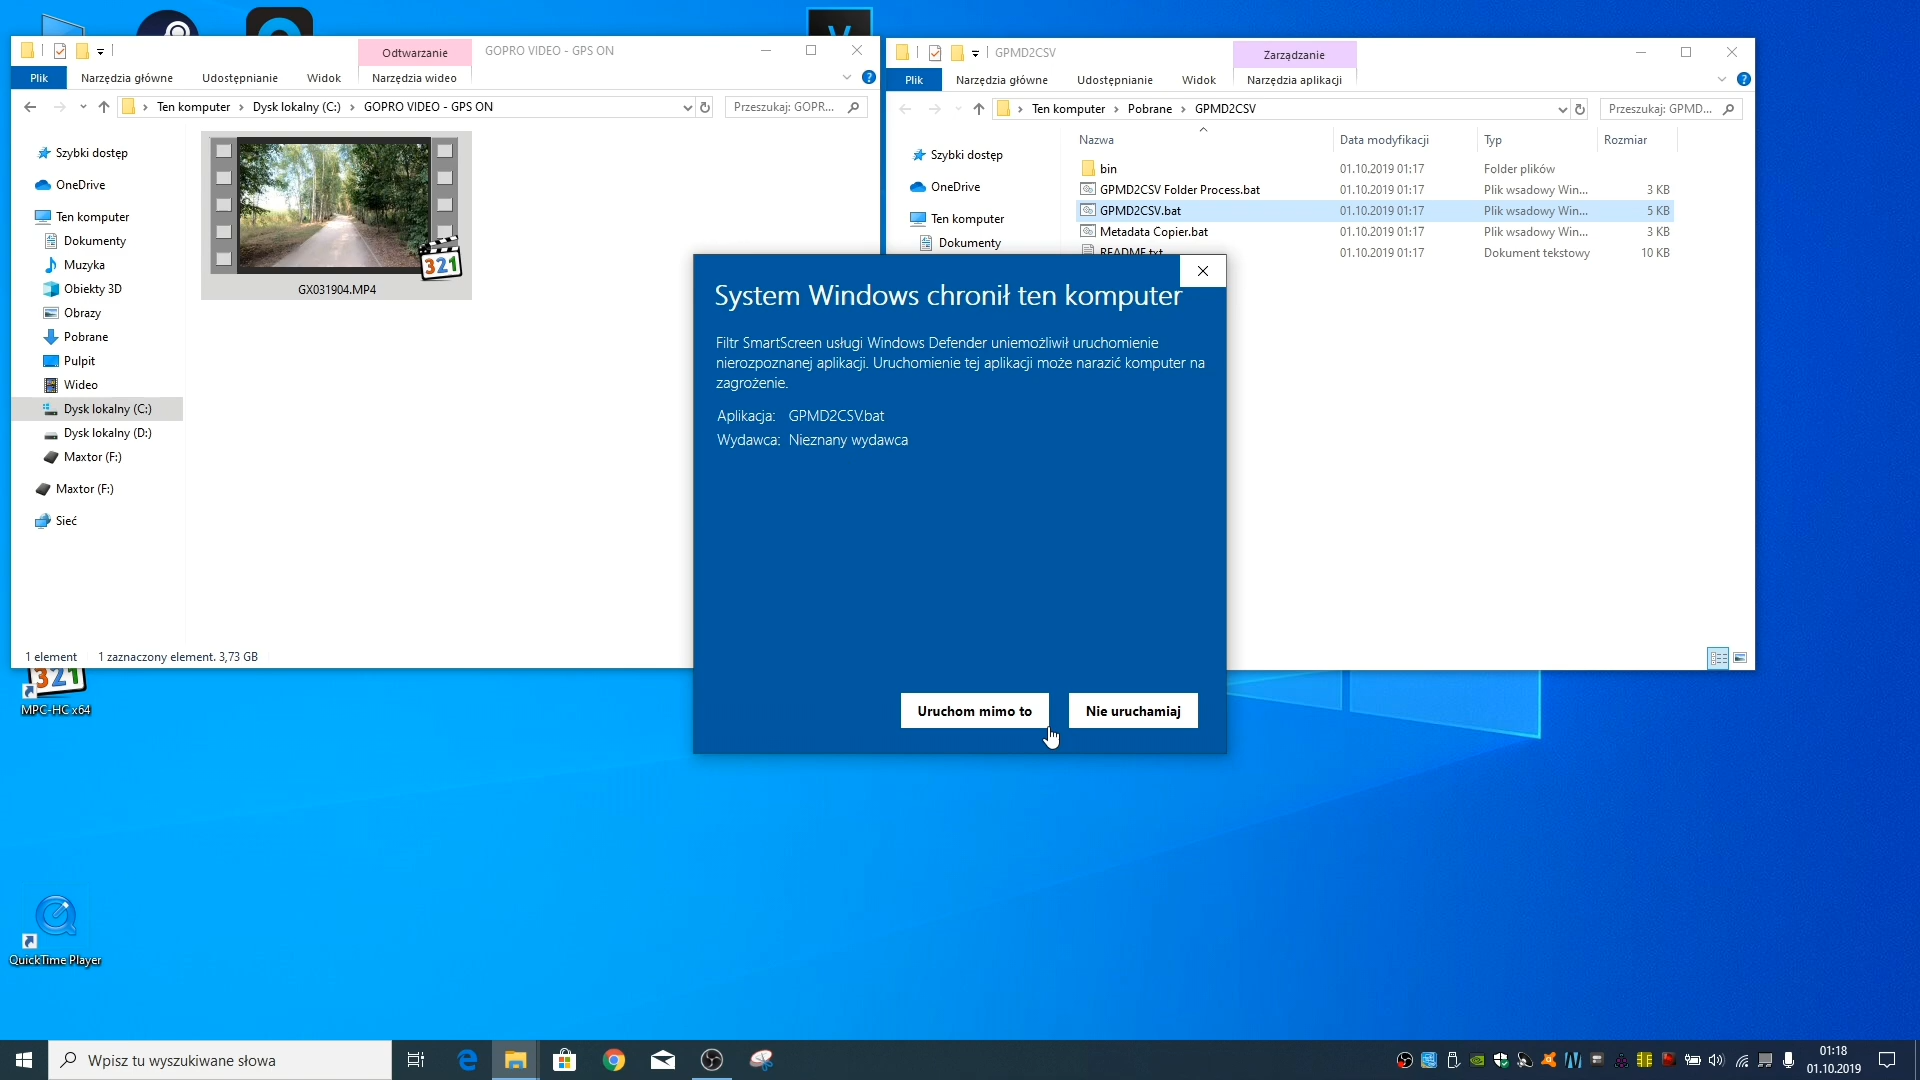 Odtwarzanie
GOPRO VIDEO - GPS ON
Plik
Narzędzia główne
Udostępnianie
Widok
Narzędzia wideo
Ten komputer
Dysk lokalny (C:)
GOPRO VIDEO - GPS ON
Przeszukaj: GOPR...
Szybki dostęp
OneDrive
Ten komputer
Dokumenty
Muzyka
Obiekty 3D
Obrazy
Pobrane
Pulpit
Wideo
Dysk lokalny (C:)
Dysk lokalny (D:)
Maxtor (F:)
Maxtor (F:)
Sieć
321
GX031904.MP4
1 element
1 zaznaczony element. 3,73 GB
GPMD2CSV
Zarządzanie
Plik
Narzędzia główne
Udostępnianie
Widok
Narzędzia aplikacji
Ten komputer
Pobrane
GPMD2CSV
Przeszukaj: GPMD...
Szybki dostęp
OneDrive
Ten komputer
Dokumenty
Nazwa Data modyfikacji Typ Rozmiar
bin 01.10.2019 01:17 Folder plików
GPMD2CSV Folder Process.bat 01.10.2019 01:17 Plik wsadowy Win... 3 KB
GPMD2CSV.bat 01.10.2019 01:17 Plik wsadowy Win... 5 KB
Metadata Copier.bat 01.10.2019 01:17 Plik wsadowy Win... 3 KB
README.txt 01.10.2019 01:17 Dokument tekstowy 10 KB
System Windows chronił ten komputer
Filtr SmartScreen usługi Windows Defender uniemożliwił uruchomienie
nierozpoznanej aplikacji. Uruchomienie tej aplikacji może narazić komputer na
zagrożenie.
Aplikacja: GPMD2CSV.bat
Wydawca: Nieznany wydawca
Uruchom mimo to
Nie uruchamiaj
321
MPC-HC x64
QuickTime Player
Wpisz tu wyszukiwane słowa
01:18
01.10.2019